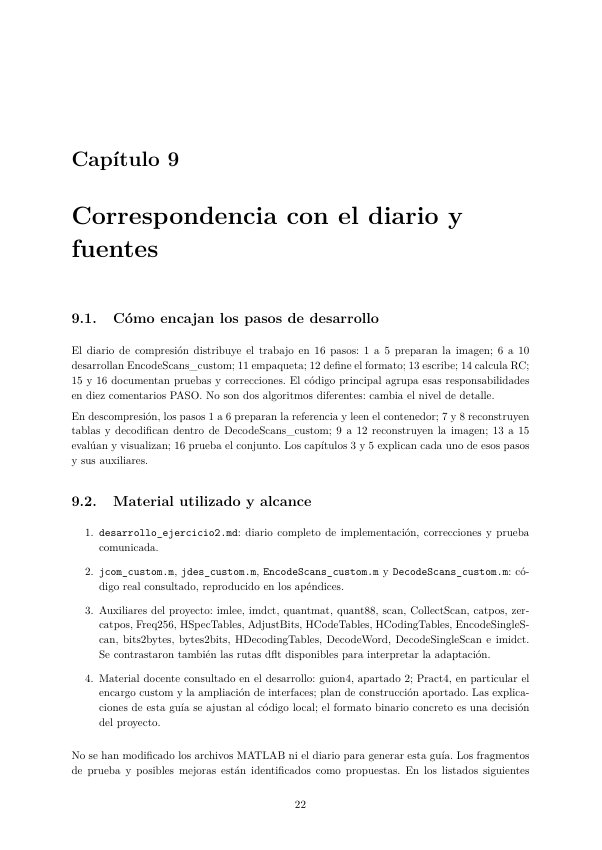 Capítulo 9
Correspondencia con el diario y
fuentes
9.1. Cómo encajan los pasos de desarrollo
El diario de compresión distribuye el trabajo en 16 pasos: 1 a 5 preparan la imagen; 6 a 10
desarrollan EncodeScans_custom; 11 empaqueta; 12 define el formato; 13 escribe; 14 calcula RC;
15 y 16 documentan pruebas y correcciones. El código principal agrupa esas responsabilidades
en diez comentarios PASO. No son dos algoritmos diferentes: cambia el nivel de detalle.
En descompresión, los pasos 1 a 6 preparan la referencia y leen el contenedor; 7 y 8 reconstruyen
tablas y decodifican dentro de DecodeScans_custom; 9 a 12 reconstruyen la imagen; 13 a 15
evalúan y visualizan; 16 prueba el conjunto. Los capítulos 3 y 5 explican cada uno de esos pasos
y sus auxiliares.
9.2. Material utilizado y alcance
1. desarrollo_ejercicio2.md: diario completo de implementación, correcciones y prueba
comunicada.
2. jcom_custom.m, jdes_custom.m, EncodeScans_custom.m y DecodeScans_custom.m: có-
digo real consultado, reproducido en los apéndices.
3. Auxiliares del proyecto: imlee, imdct, quantmat, quant88, scan, CollectScan, catpos, zer-
catpos, Freq256, HSpecTables, AdjustBits, HCodeTables, HCodingTables, EncodeSingleS-
can, bits2bytes, bytes2bits, HDecodingTables, DecodeWord, DecodeSingleScan e imidct.
Se contrastaron también las rutas dflt disponibles para interpretar la adaptación.
4. Material docente consultado en el desarrollo: guion4, apartado 2; Pract4, en particular el
encargo custom y la ampliación de interfaces; plan de construcción aportado. Las explica-
ciones de esta guía se ajustan al código local; el formato binario concreto es una decisión
del proyecto.
No se han modificado los archivos MATLAB ni el diario para generar esta guía. Los fragmentos
de prueba y posibles mejoras están identificados como propuestas. En los listados siguientes
22